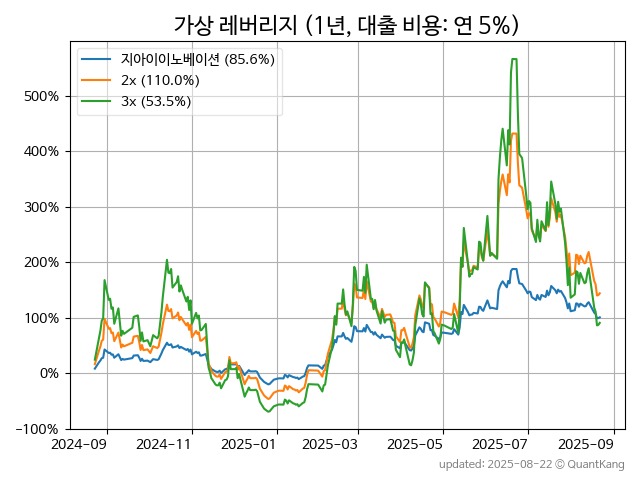 가상 레버리지 (1년, 대출 비용: 연 5%)
지아이이노베이션 (85.6%)
2x (110.0%)
3x (53.5%)
500%
400%
300%
200%
100%
0%
−100%
2024-09 2024-11 2025-01 2025-03 2025-05 2025-07 2025-09
updated: 2025-08-22 © QuantKang